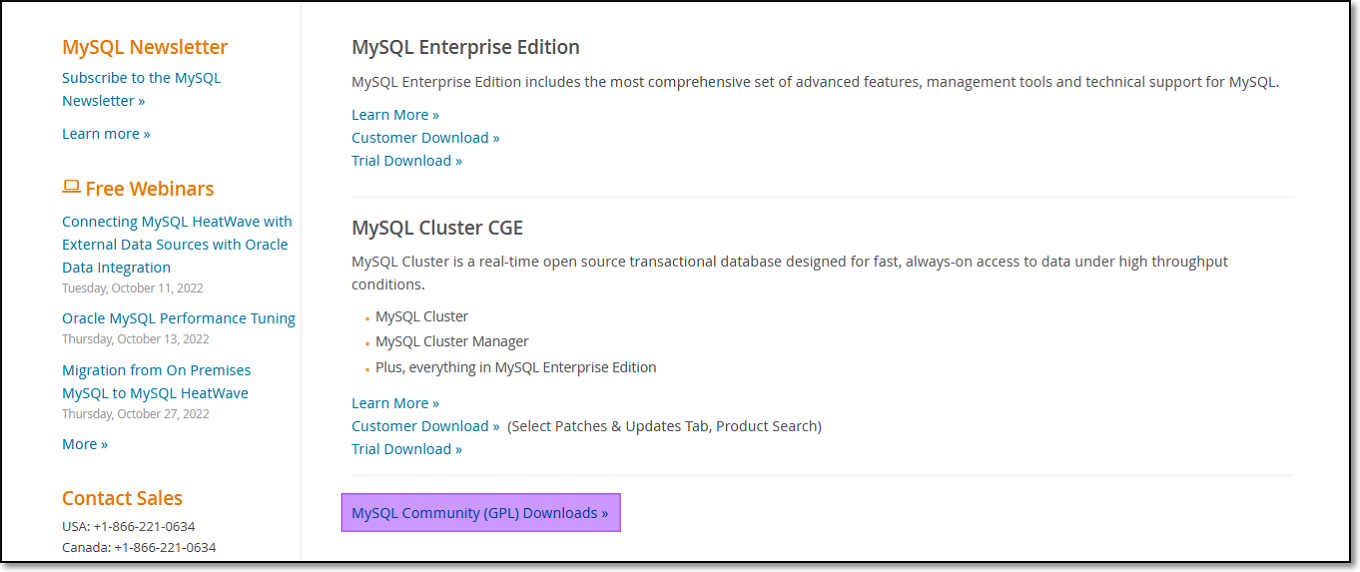 MySQL Newsletter
Subscribe to the MySQL
Newsletter »
Learn more »
Free Webinars
Connecting MySQL HeatWave with
External Data Sources with Oracle
Data Integration
Tuesday, October 11, 2022
Oracle MySQL Performance Tuning
Thursday, October 13, 2022
Migration from On Premises
MySQL to MySQL HeatWave
Thursday, October 27, 2022
More »
Contact Sales
USA: +1-866-221-0634
Canada: +1-866-221-0634
MySQL Enterprise Edition
MySQL Enterprise Edition includes the most comprehensive set of advanced features, management tools and technical support for MySQL.
Learn More »
Customer Download »
Trial Download »
MySQL Cluster CGE
MySQL Cluster is a real-time open source transactional database designed for fast, always-on access to data under high throughput
conditions.
• MySQL Cluster
• MySQL Cluster Manager
• Plus, everything in MySQL Enterprise Edition
Learn More »
Customer Download » (Select Patches & Updates Tab, Product Search)
Trial Download »
MySQL Community (GPL) Downloads »